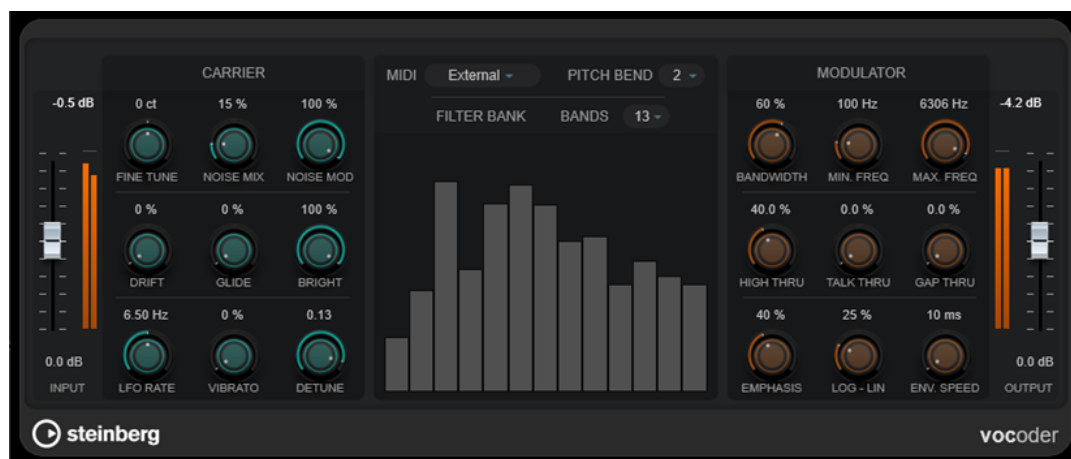 CARRIER
MIDI External PITCH BEND 2
MODULATOR
-0.5 dB
0 ct 15 % 100 %
FINE TUNE NOISE MIX NOISE MOD
0 % 0 % 100 %
DRIFT GLIDE BRIGHT
6.50 Hz 0 % 0.13
LFO RATE VIBRATO DETUNE
0.0 dB
INPUT
FILTER BANK BANDS 13
60 % 100 Hz 6306 Hz
BANDWIDTH MIN. FREQ MAX. FREQ
40.0 % 0.0 % 0.0 %
HIGH THRU TALK THRU GAP THRU
40 % 25 % 10 ms
EMPHASIS LOG - LIN ENV. SPEED
-4.2 dB
0.0 dB
OUTPUT
steinberg
vocoder